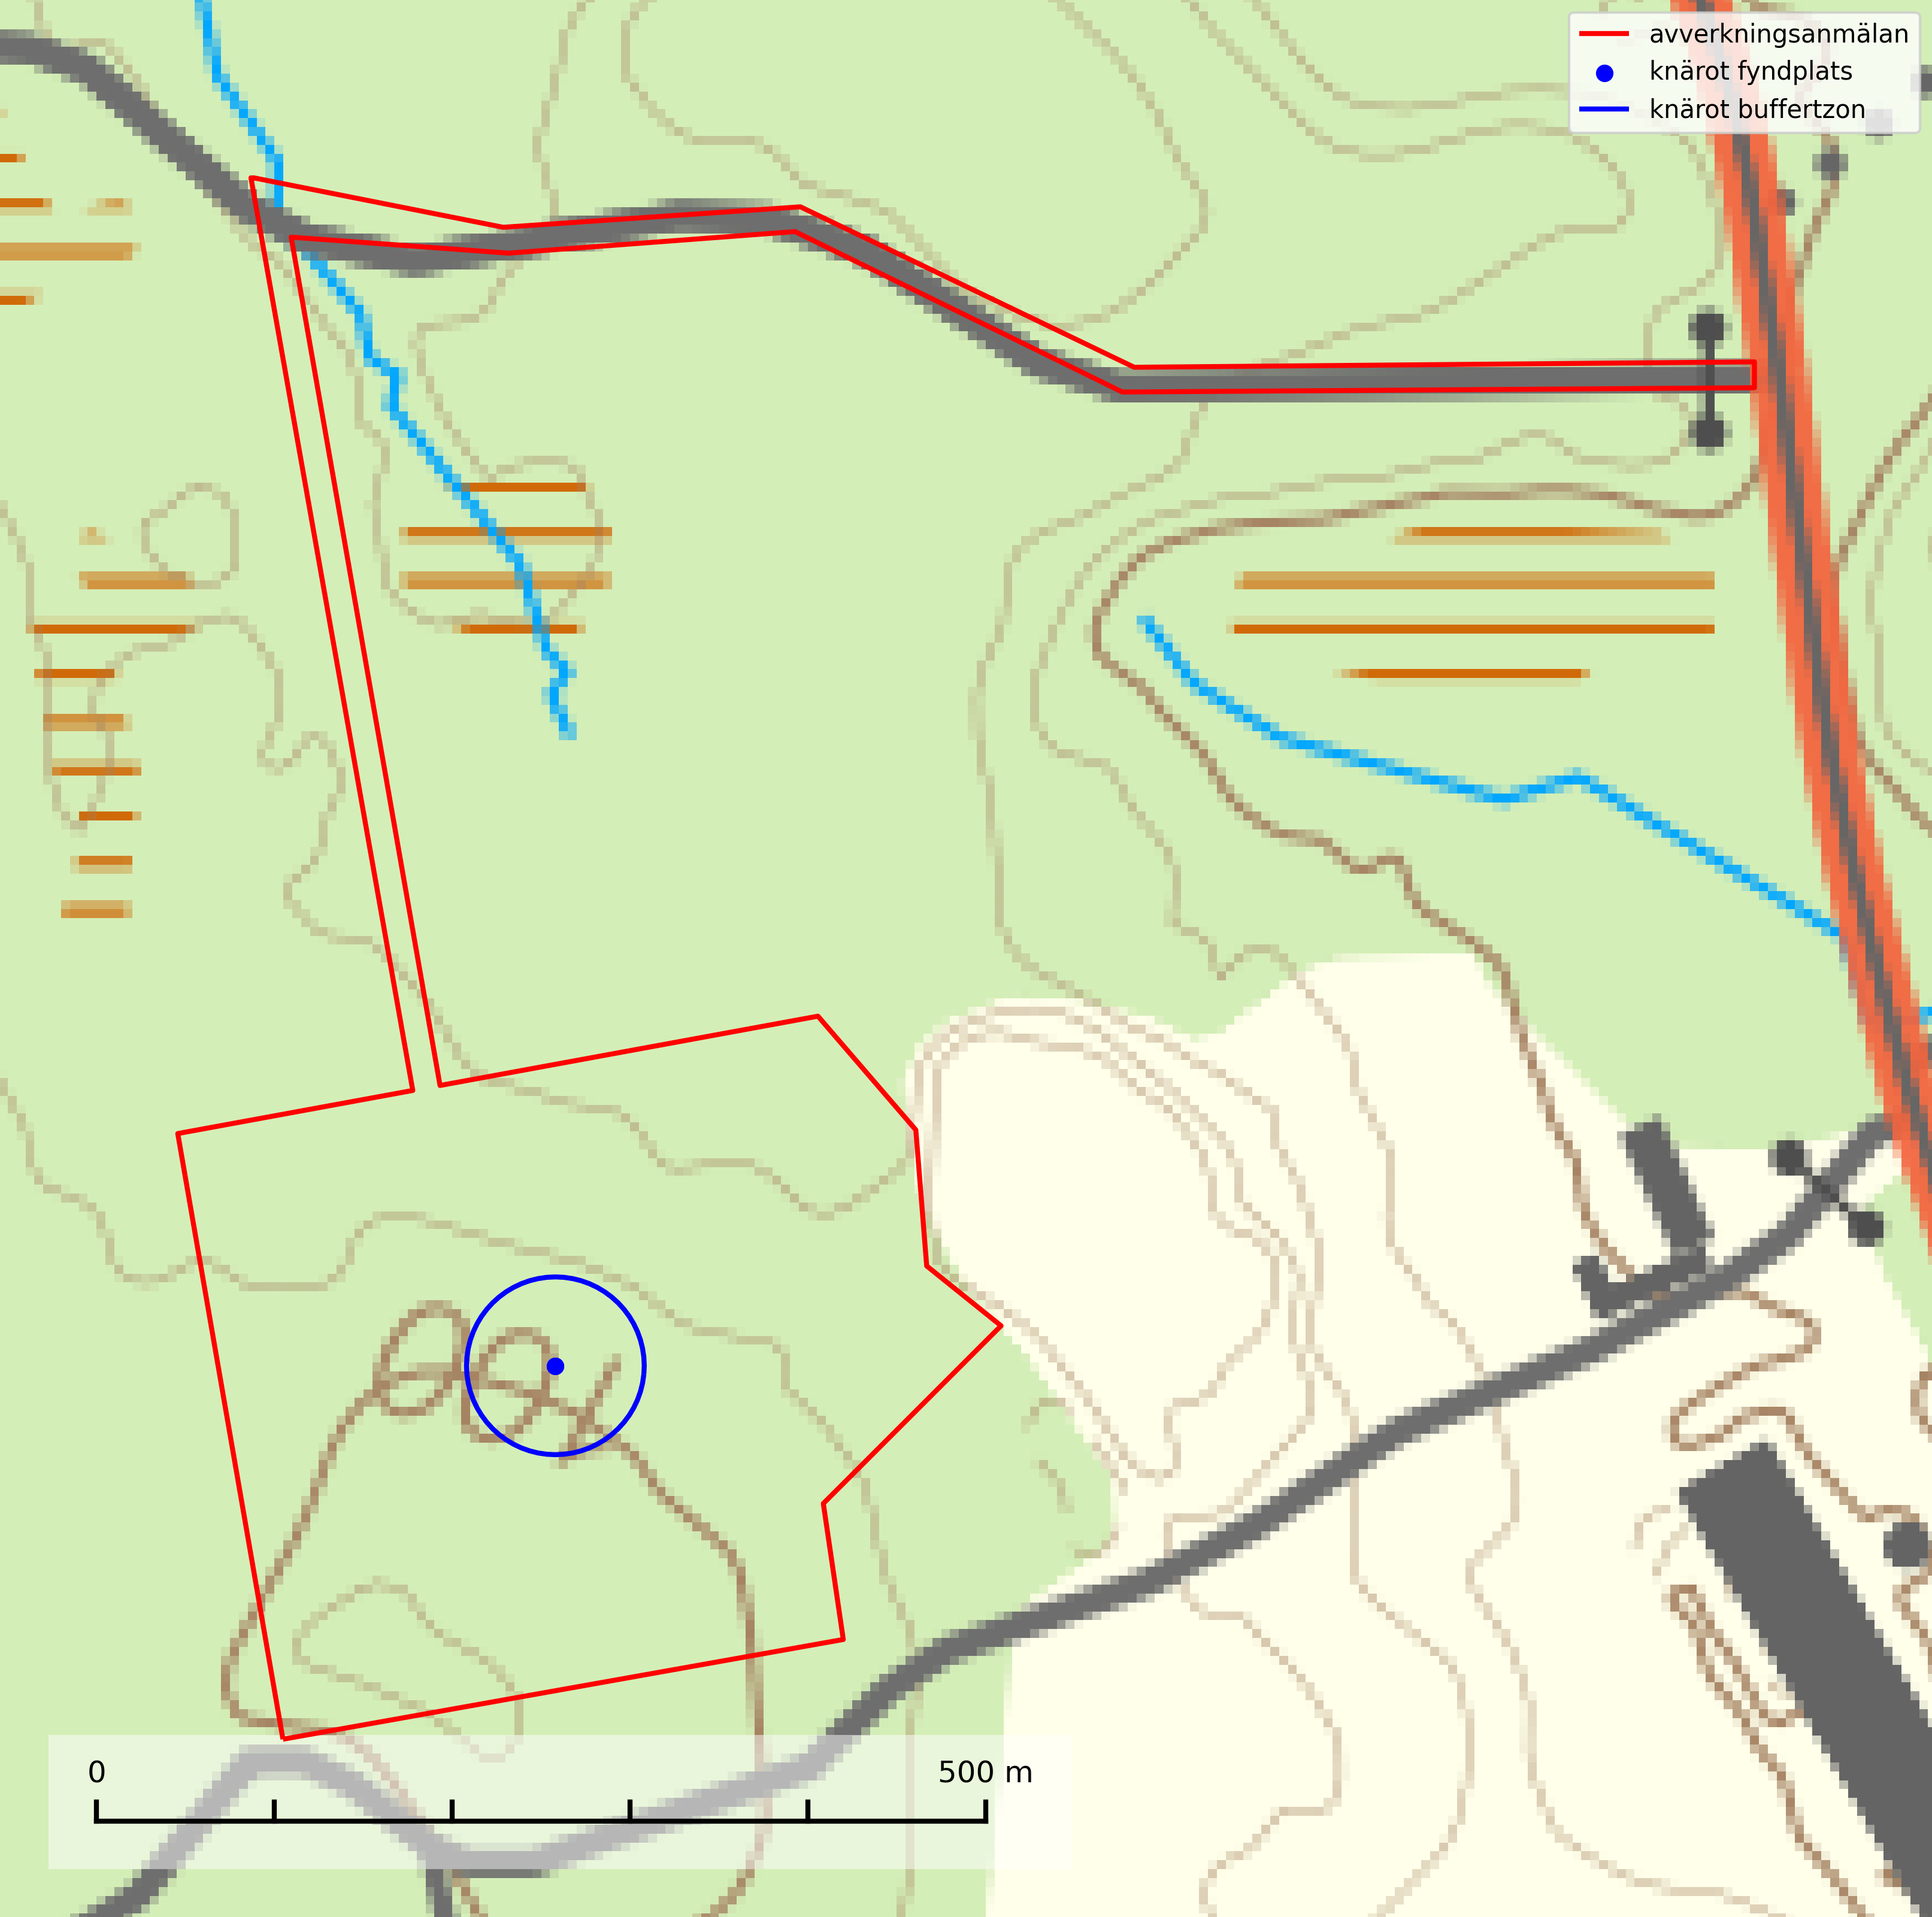 avverkningsanmälan
knärot fyndplats
knärot buffertzon
0
500 m